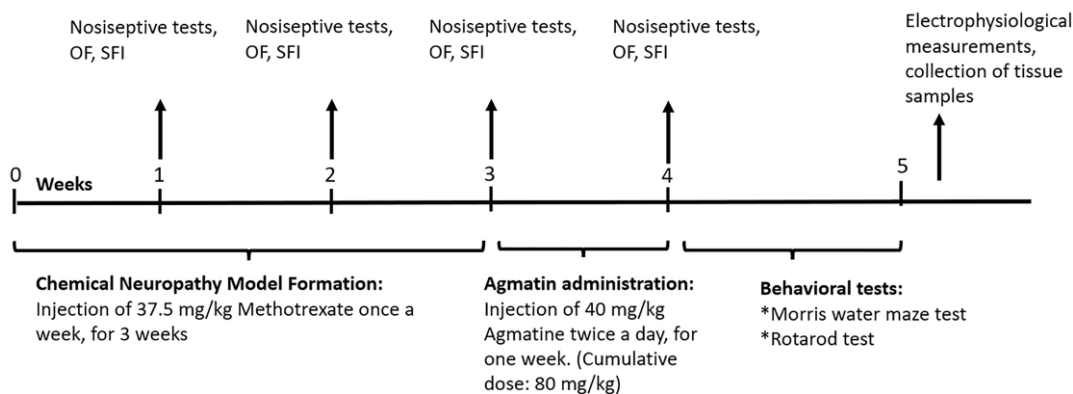 Nosiseptive tests,
OF, SFI
Nosiseptive tests,
OF, SFI
Nosiseptive tests,
OF, SFI
Nosiseptive tests,
OF, SFI
Electrophysiological
measurements,
collection of tissue
samples
0
Weeks
1
2
3
4
5
Chemical Neuropathy Model Formation:
Injection of 37.5 mg/kg Methotrexate once a
week, for 3 weeks
Agmatin administration:
Injection of 40 mg/kg
Agmatine twice a day, for
one week. (Cumulative
dose: 80 mg/kg)
Behavioral tests:
*Morris water maze test
*Rotarod test